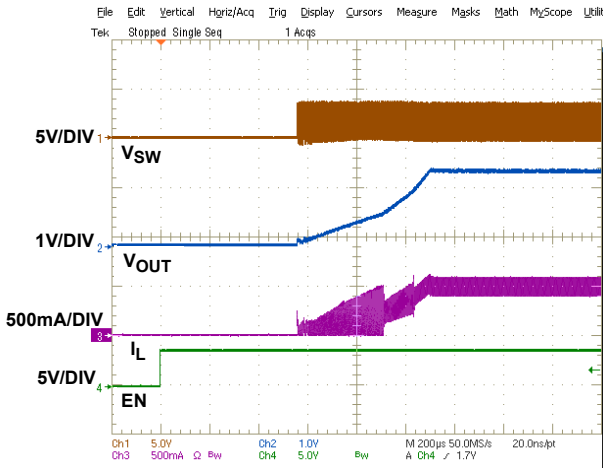 File Edit Vertical Horiz/Acq Trig Display Cursors Measure Masks Math MyScope Utilit
Tek Stopped Single Seq 1 Acqs
5V/DIV 1
VSW
1V/DIV 2
VOUT
500mA/DIV
3
IL
5V/DIV
4
EN
Ch1 5.0V Ch2 1.0V M 200µs 50.0MS/s 20.0ns/pt
Ch3 500mA Ω BW Ch4 5.0V BW A Ch4 ∕ 1.7V